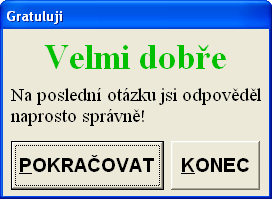 Gratuluji
Velmi dobře
Na poslední otázku jsi odpověděl
naprosto správně!
POKRAČOVAT KONEC